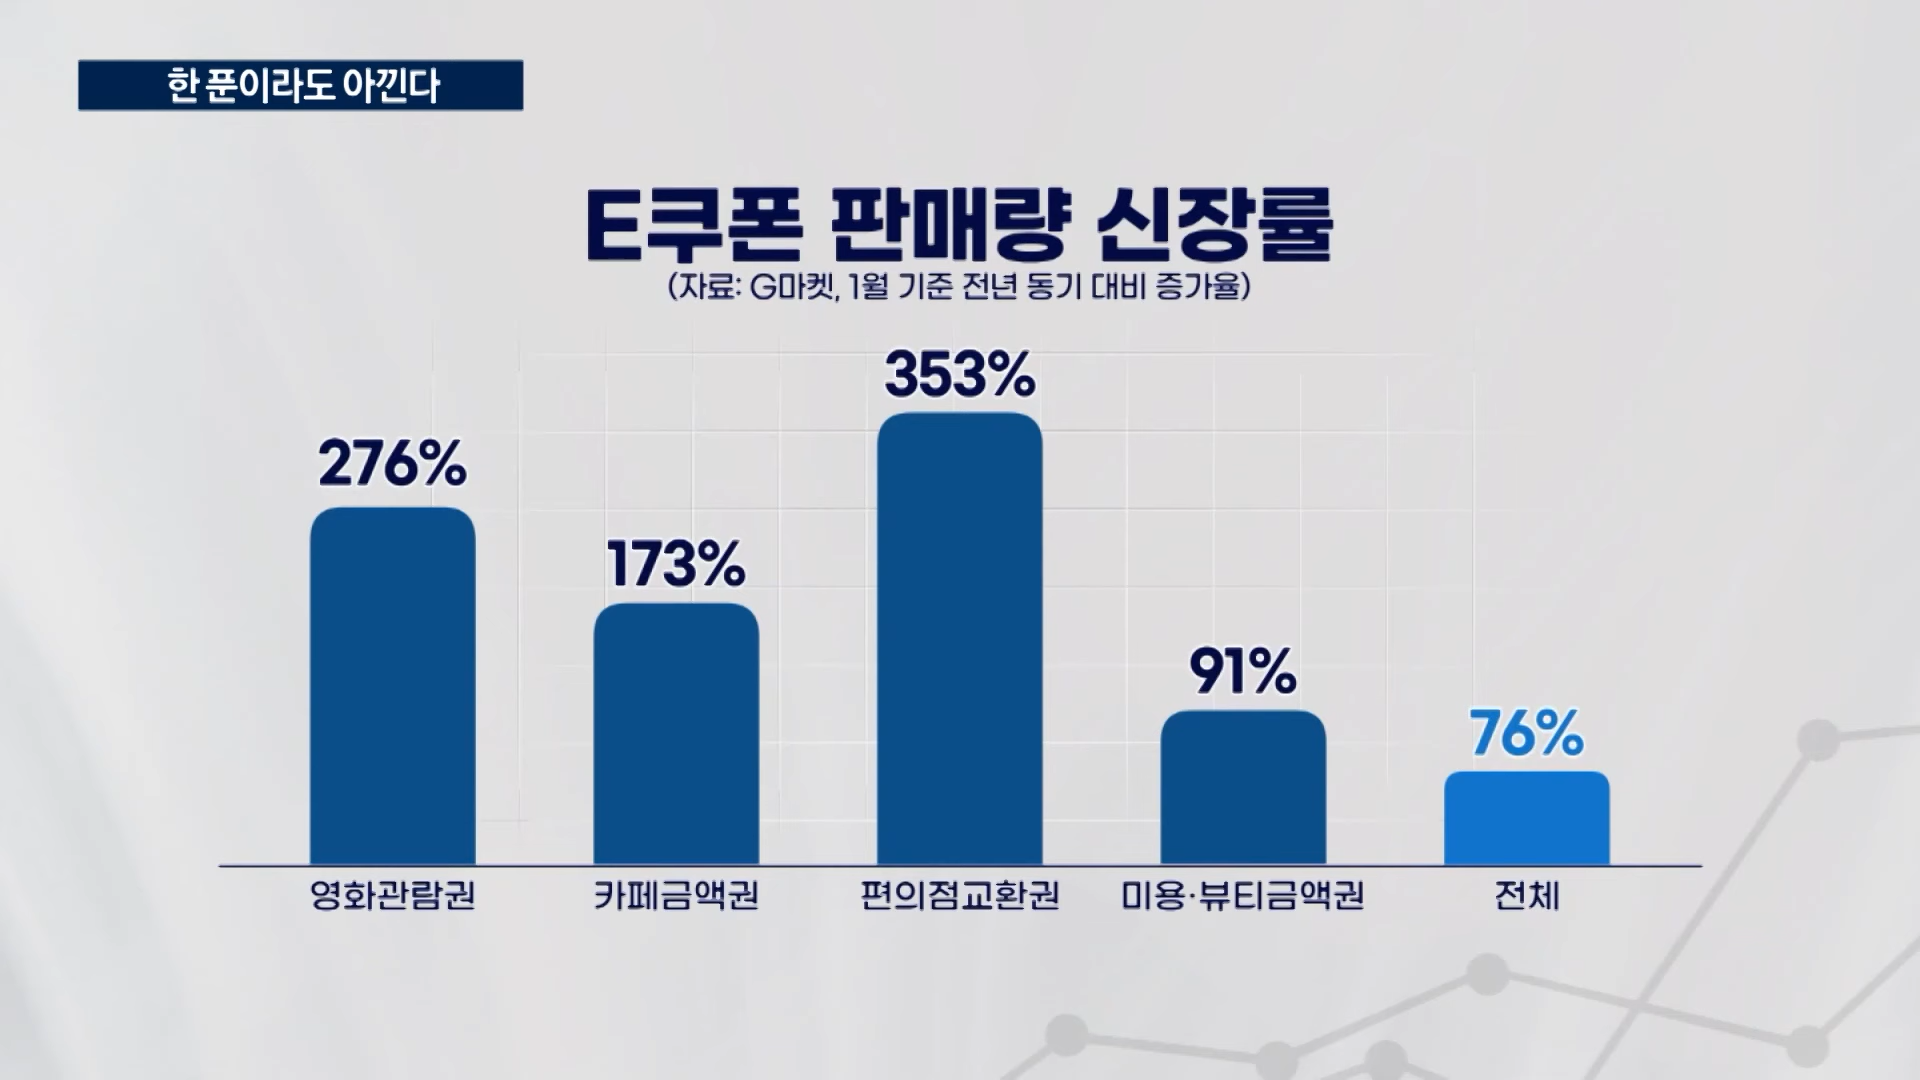 한 푼이라도 아낀다
E쿠폰 판매량 신장률
(자료: G마켓, 1월 기준 전년 동기 대비 증가율)
276%
173%
353%
91%
76%
영화관람권
카페금액권
편의점교환권
미용·뷰티금액권
전체